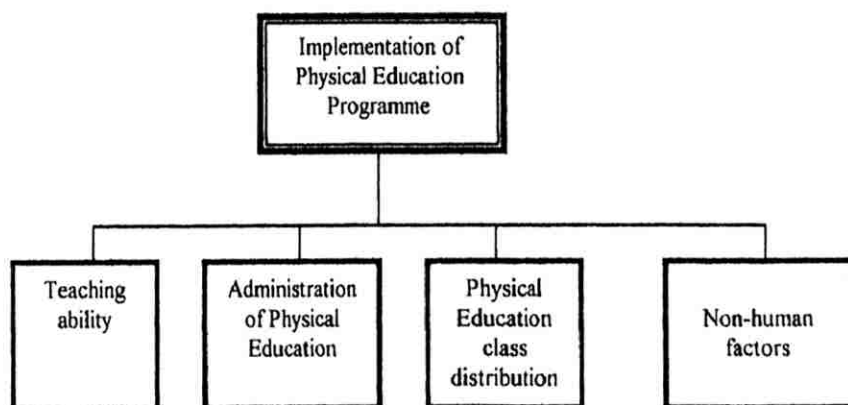 Implementation of
Physical Education
Programme
Teaching
ability
Administration
of Physical
Education
Physical
Education
class
distribution
Non-human
factors